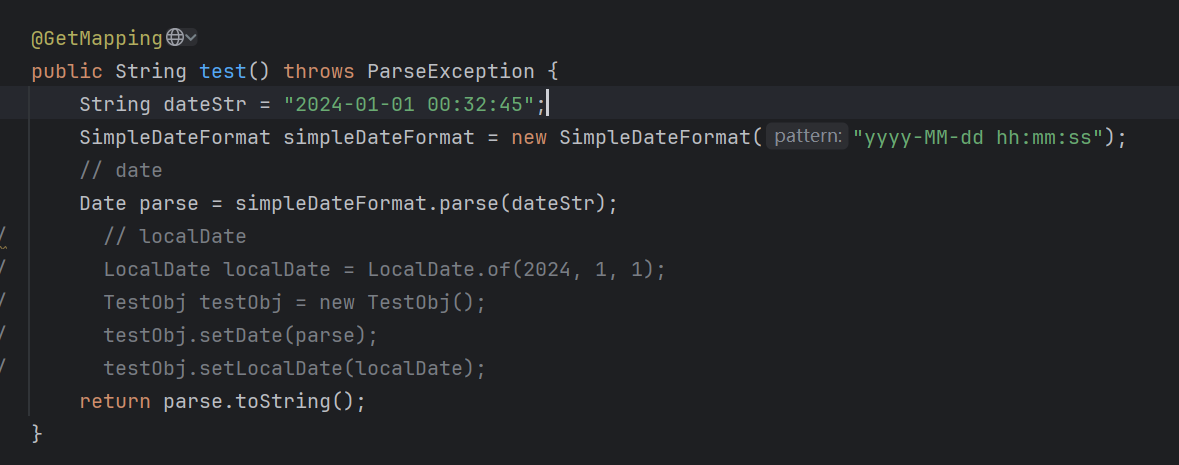 @GetMapping
public String test() throws ParseException {
String dateStr = "2024-01-01 00:32:45";
SimpleDateFormat simpleDateFormat = new SimpleDateFormat( pattern: "yyyy-MM-dd hh:mm:ss");
// date
Date parse = simpleDateFormat.parse(dateStr);
/ // localDate
/ LocalDate localDate = LocalDate.of(2024, 1, 1);
/ TestObj testObj = new TestObj();
/ testObj.setDate(parse);
/ testObj.setLocalDate(localDate);
return parse.toString();
}